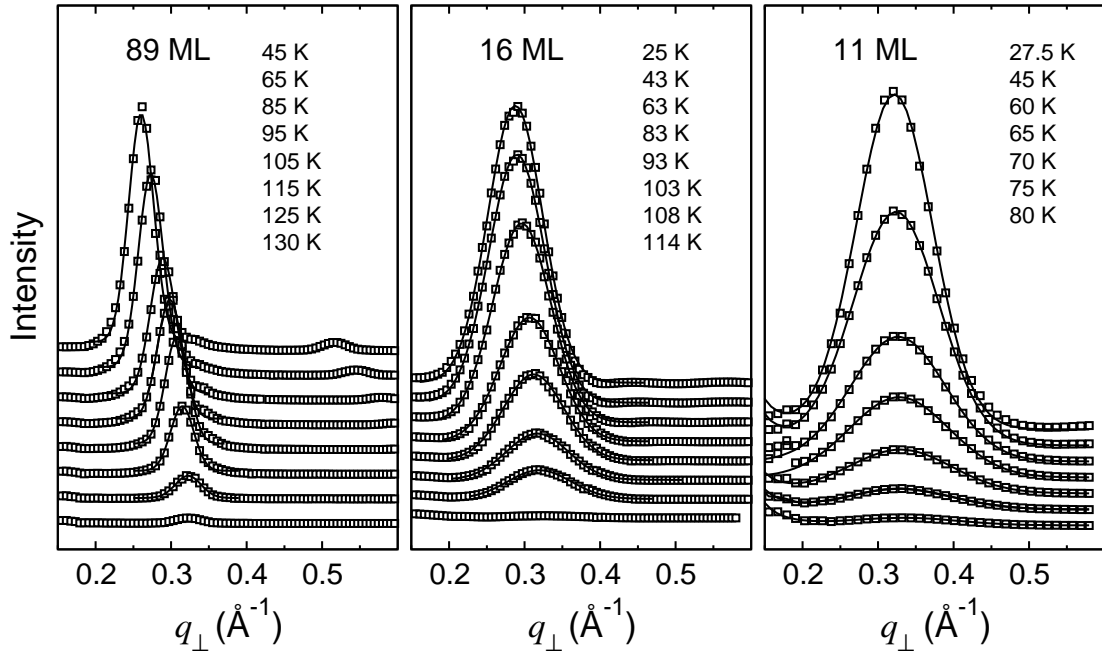 Intensity
89 ML
45 K
65 K
85 K
95 K
105 K
115 K
125 K
130 K
0.2 0.3 0.4 0.5
q⊥ (Å⁻¹)
16 ML
25 K
43 K
63 K
83 K
93 K
103 K
108 K
114 K
0.2 0.3 0.4 0.5
q⊥ (Å⁻¹)
11 ML
27.5 K
45 K
60 K
65 K
70 K
75 K
80 K
0.2 0.3 0.4 0.5
q⊥ (Å⁻¹)